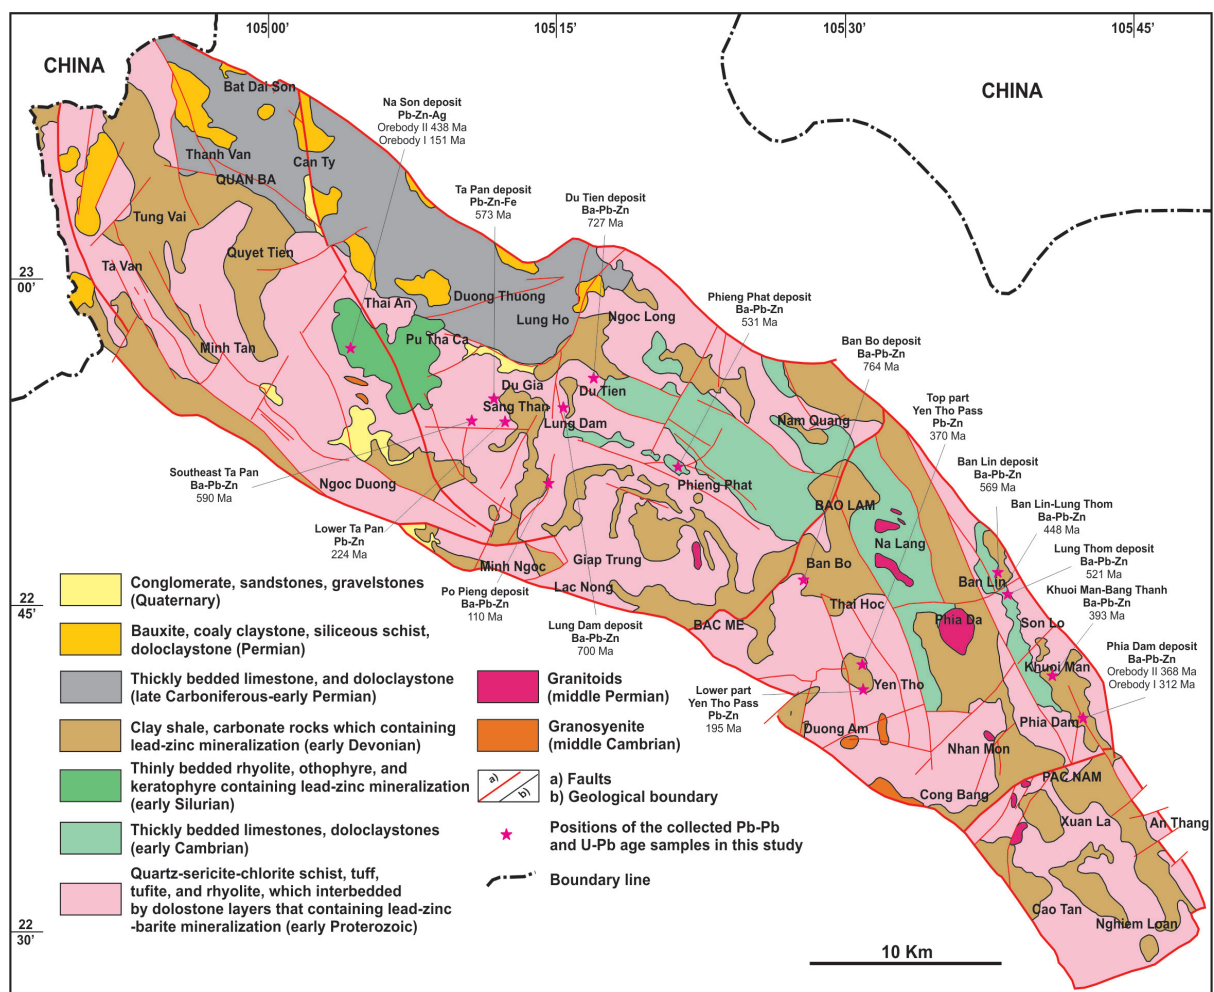 105 00'
105 15'
105 30'
105 45'
CHINA
CHINA
Bat Dai Son
Na Son deposit
Pb-Zn-Ag
Orebody II 438 Ma
Orebody I 151 Ma
Thanh Van
Can Ty
QUAN BA
Ta Pan deposit
Pb-Zn-Fe
573 Ma
Du Tien deposit
Ba-Pb-Zn
727 Ma
Tung Vai
Quyet Tien
Ta Van
23
00'
Thai An
Duong Thuong
Lung Ho
Ngoc Long
Phieng Phat deposit
Ba-Pb-Zn
531 Ma
Pu Tha Ca
Minh Tan
Ban Bo deposit
Ba-Pb-Zn
764 Ma
Du Gia
Du Tien
Sang Than
Lung Dam
Nam Quang
Top part
Yen Tho Pass
Pb-Zn
370 Ma
Southeast Ta Pan
Ba-Pb-Zn
590 Ma
Ngoc Duong
Phieng Phat
BAO LAM
Ban Lin deposit
Ba-Pb-Zn
569 Ma
Ban Lin-Lung Thom
Ba-Pb-Zn
448 Ma
Lower Ta Pan
Pb-Zn
224 Ma
Na Lang
Lung Thom deposit
Ba-Pb-Zn
521 Ma
Minh Ngoc
Giap Trung
Ban Bo
Ban Lin
Lac Nong
Khuoi Man-Bang Thanh
Ba-Pb-Zn
393 Ma
Po Pieng deposit
Ba-Pb-Zn
110 Ma
Thai Hoc
22
45'
Lung Dam deposit
Ba-Pb-Zn
700 Ma
BAC ME
Phia Da
Son Lo
Phia Dam deposit
Ba-Pb-Zn
Orebody II 368 Ma
Orebody I 312 Ma
Khuoi Man
Yen Tho
Lower part
Yen Tho Pass
Pb-Zn
195 Ma
Duong Am
Phia Dam
Nhan Mon
PAC NAM
Cong Bang
Xuan La
An Thang
Cao Tan
Nghiem Loan
22
30'
10 Km
Conglomerate, sandstones, gravelstones
(Quaternary)
Bauxite, coaly claystone, siliceous schist,
doloclaystone (Permian)
Thickly bedded limestone, and doloclaystone
(late Carboniferous-early Permian)
Clay shale, carbonate rocks which containing
lead-zinc mineralization (early Devonian)
Thinly bedded rhyolite, othophyre, and
keratophyre containing lead-zinc mineralization
(early Silurian)
Thickly bedded limestones, doloclaystones
(early Cambrian)
Quartz-sericite-chlorite schist, tuff,
tufite, and rhyolite, which interbedded
by dolostone layers that containing lead-zinc
-barite mineralization (early Proterozoic)
Granitoids
(middle Permian)
Granosyenite
(middle Cambrian)
a)
b)
a) Faults
b) Geological boundary
Positions of the collected Pb-Pb
and U-Pb age samples in this study
Boundary line